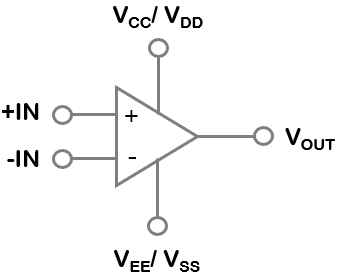 VCC/ VDD
+IN
+
-IN
-
VOUT
VEE/ VSS